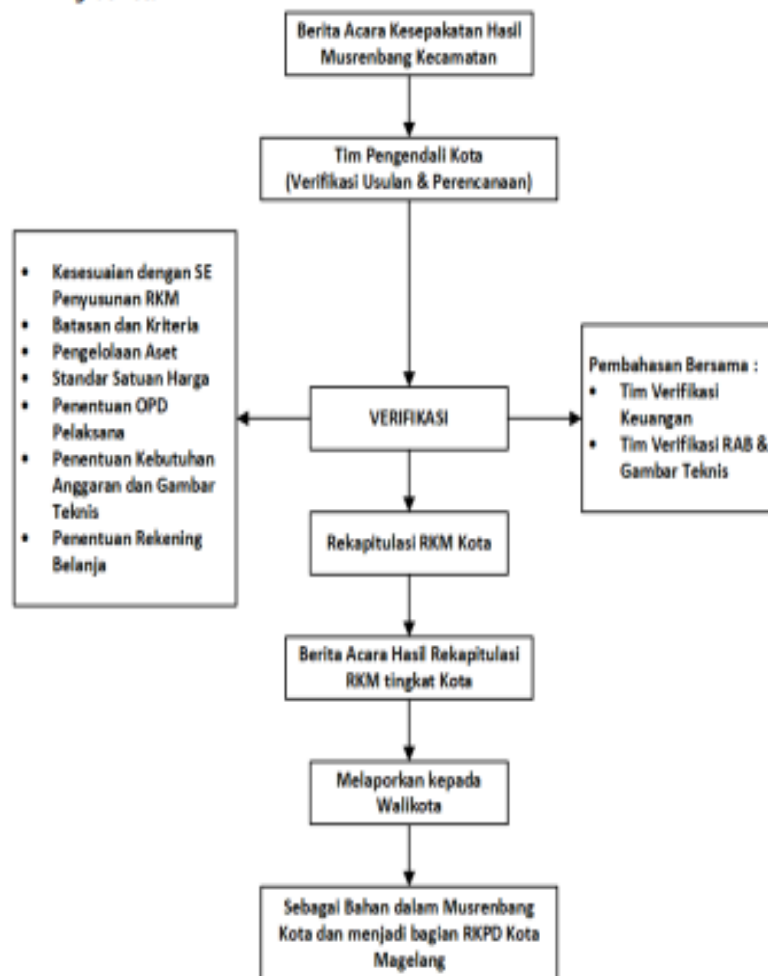 Berita Acara Kesepakatan Hasil
Musrenbang Kecamatan
Tim Pengendali Kota
(Verifikasi Usulan & Perencanaan)
• Kesesuaian dengan SE
Penyusunan RKM
• Batasan dan Kriteria
• Pengelolaan Aset
• Standar Satuan Harga
• Penentuan OPD
Pelaksana
• Penentuan Kebutuhan
Anggaran dan Gambar
Teknis
• Penentuan Rekening
Belanja
VERIFIKASI
Pembahasan Bersama :
• Tim Verifikasi
Keuangan
• Tim Verifikasi RAB &
Gambar Teknis
Rekapitulasi RKM Kota
Berita Acara Hasil Rekapitulasi
RKM tingkat Kota
Melaporkan kepada
Walikota
Sebagai Bahan dalam Musrenbang
Kota dan menjadi bagian RKPD Kota
Magelang